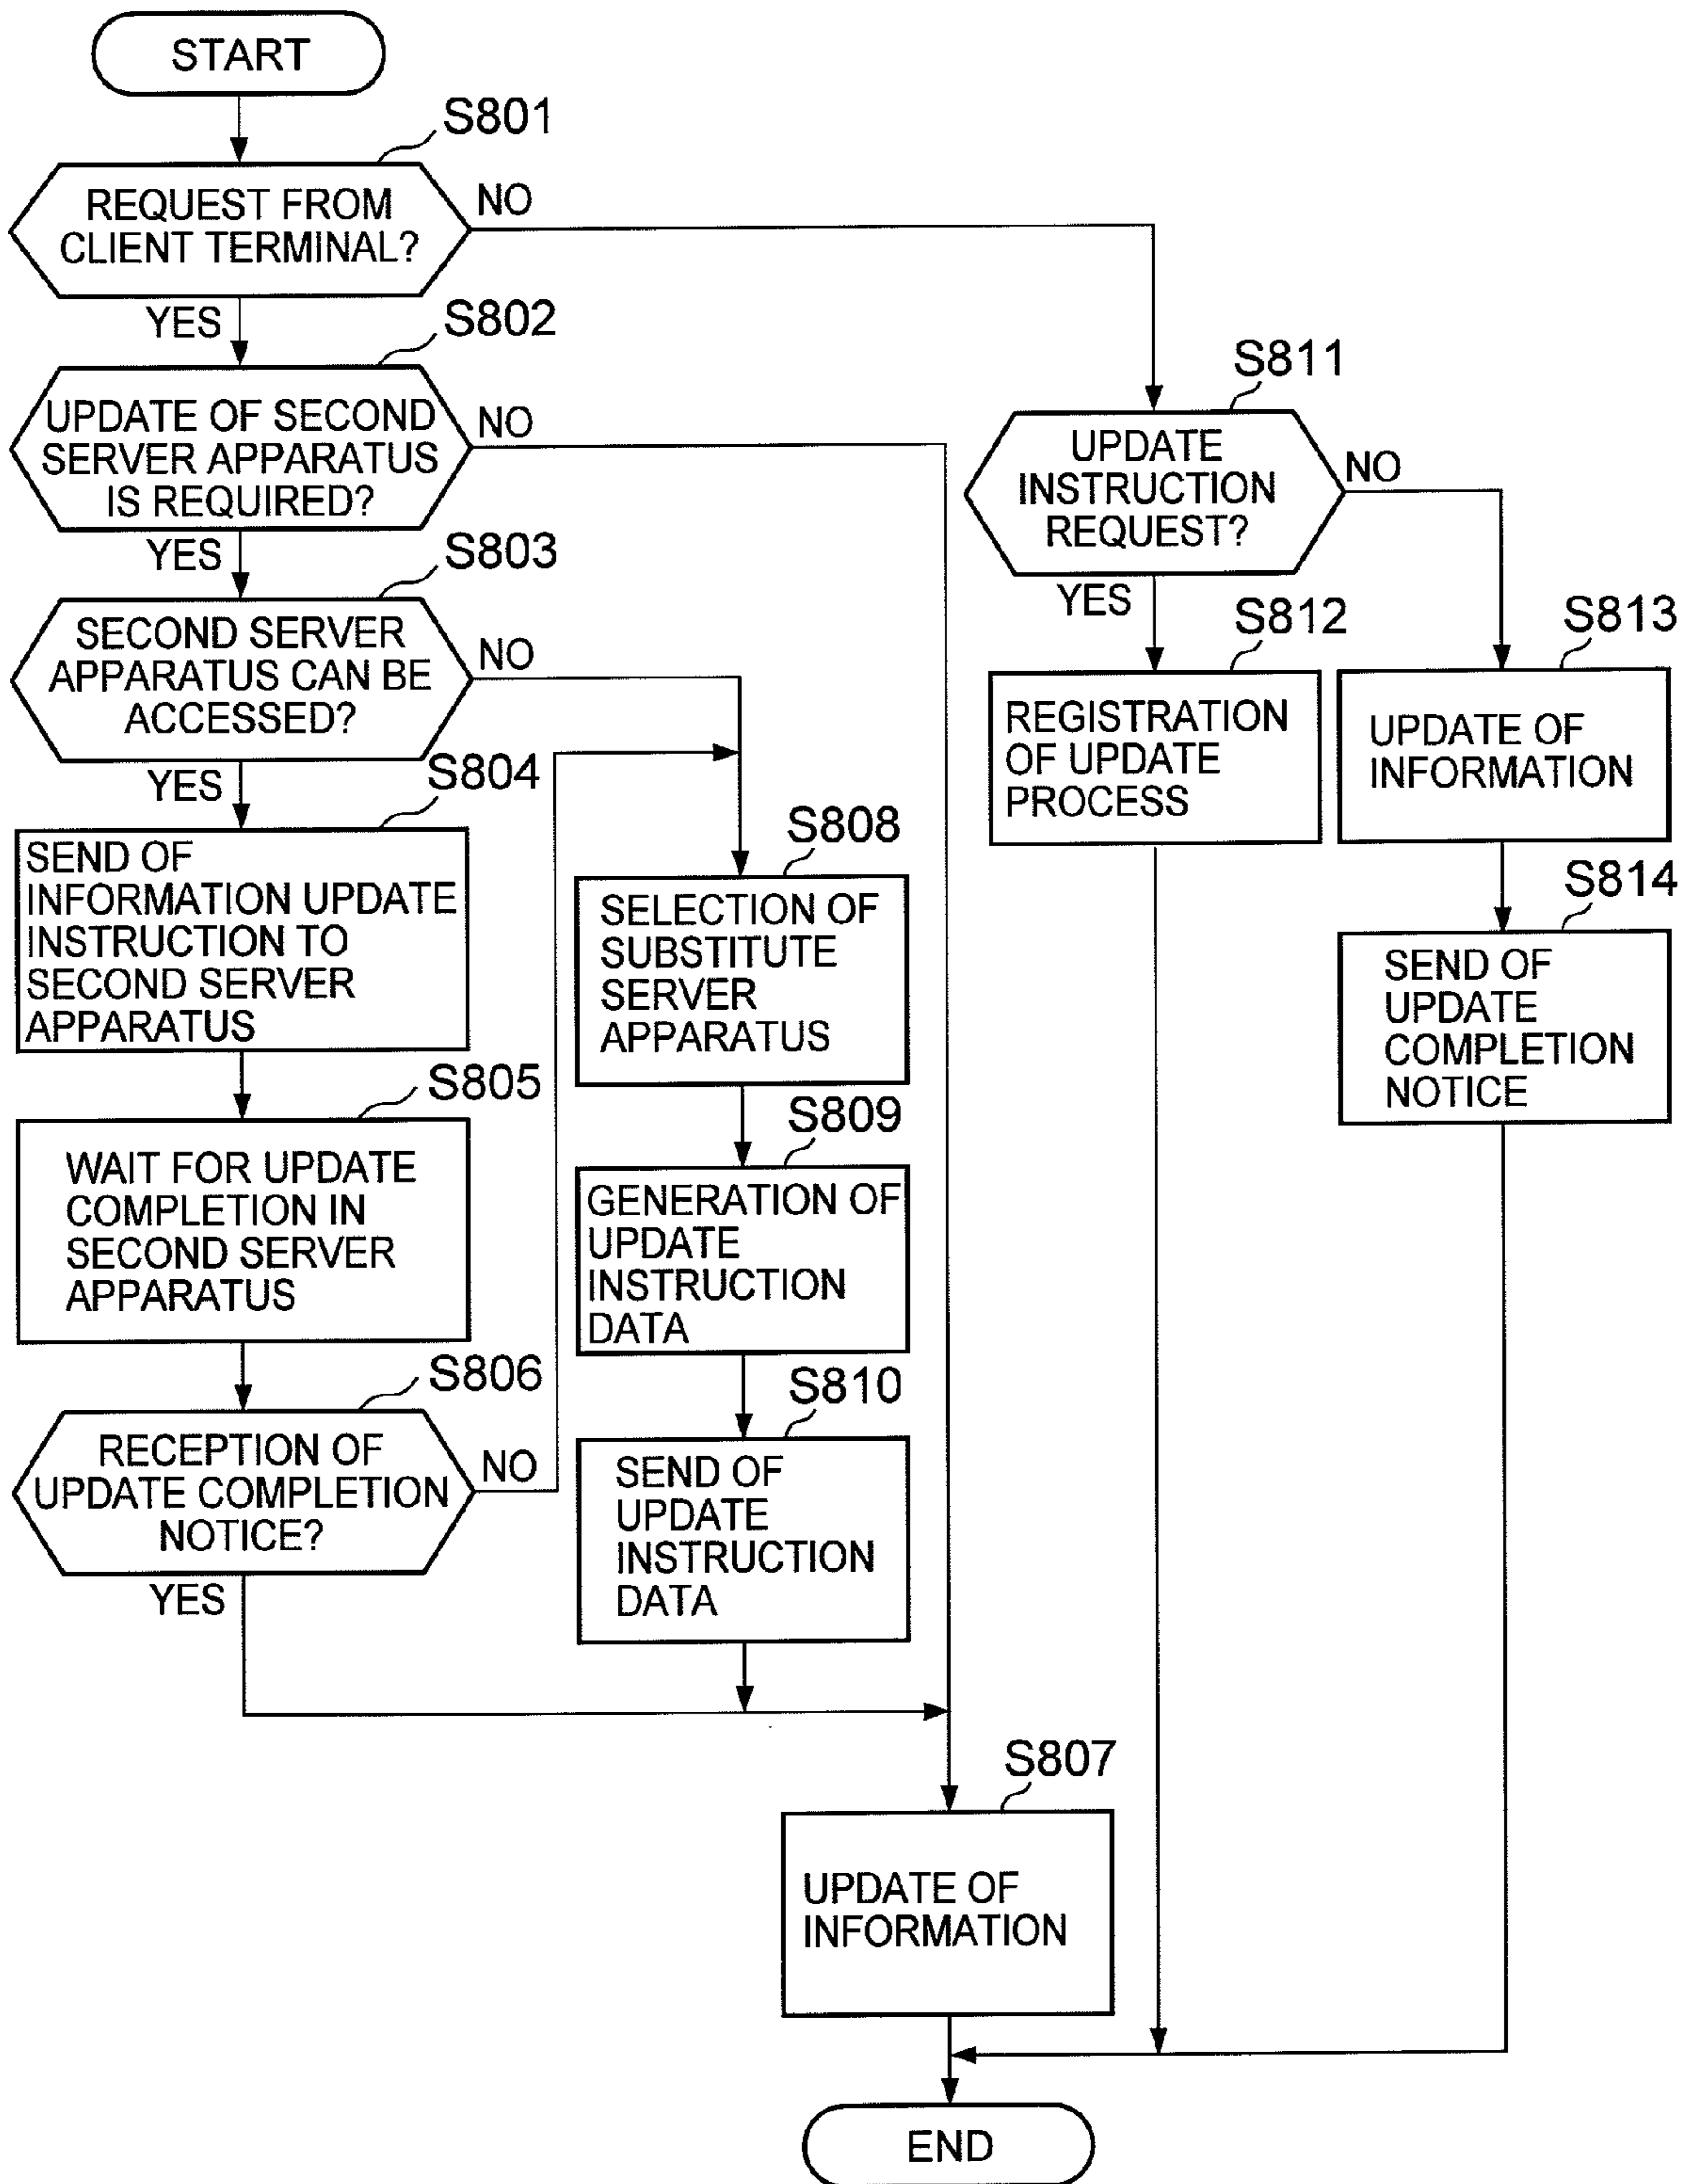 START
S801
REQUEST FROM
CLIENT TERMINAL?
NO
YES
S802
UPDATE OF SECOND
SERVER APPARATUS
IS REQUIRED?
NO
YES
S803
SECOND SERVER
APPARATUS CAN BE
ACCESSED?
NO
YES
S804
SEND OF
INFORMATION UPDATE
INSTRUCTION TO
SECOND SERVER
APPARATUS
S805
WAIT FOR UPDATE
COMPLETION IN
SECOND SERVER
APPARATUS
S806
RECEPTION OF
UPDATE COMPLETION
NOTICE?
NO
YES
S808
SELECTION OF
SUBSTITUTE
SERVER
APPARATUS
S809
GENERATION OF
UPDATE
INSTRUCTION
DATA
S810
SEND OF
UPDATE
INSTRUCTION
DATA
S807
UPDATE OF
INFORMATION
S811
UPDATE
INSTRUCTION
REQUEST?
NO
YES
S812
REGISTRATION
OF UPDATE
PROCESS
S813
UPDATE OF
INFORMATION
S814
SEND OF
UPDATE
COMPLETION
NOTICE
END